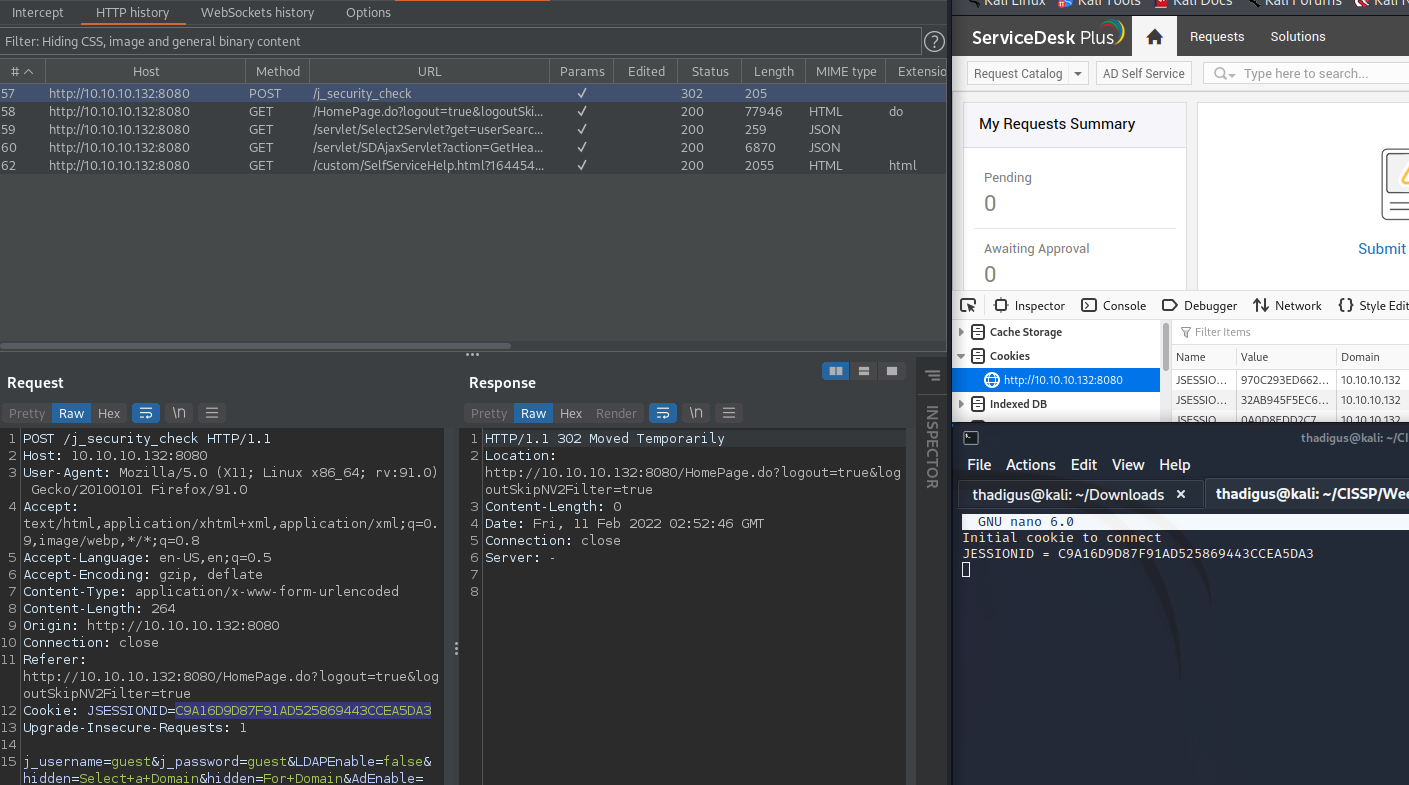 Intercept HTTP history WebSockets history Options
Filter: Hiding CSS, image and general binary content ?
# Host Method URL Params Edited Status Length MIME type Extensio
57 http://10.10.10.132:8080 POST /j_security_check ✓ 302 205
58 http://10.10.10.132:8080 GET /HomePage.do?logout=true&logoutSki... ✓ 200 77946 HTML do
59 http://10.10.10.132:8080 GET /servlet/Select2Servlet?get=userSearc... ✓ 200 259 JSON
60 http://10.10.10.132:8080 GET /servlet/SDAjaxServlet?action=GetHea... ✓ 200 6870 JSON
62 http://10.10.10.132:8080 GET /custom/SelfServiceHelp.html?164454... ✓ 200 2055 HTML html
Request
Pretty Raw Hex \n
1 POST /j_security_check HTTP/1.1
2 Host: 10.10.10.132:8080
3 User-Agent: Mozilla/5.0 (X11; Linux x86_64; rv:91.0)
Gecko/20100101 Firefox/91.0
4 Accept:
text/html,application/xhtml+xml,application/xml;q=0.
9,image/webp,*/*;q=0.8
5 Accept-Language: en-US,en;q=0.5
6 Accept-Encoding: gzip, deflate
7 Content-Type: application/x-www-form-urlencoded
8 Content-Length: 264
9 Origin: http://10.10.10.132:8080
10 Connection: close
11 Referer:
http://10.10.10.132:8080/HomePage.do?logout=true&log
outSkipNV2Filter=true
12 Cookie: JSESSIONID=C9A16D9D87F91AD525869443CCEA5DA3
13 Upgrade-Insecure-Requests: 1
14
15 j_username=guest&j_password=guest&LDAPEnable=false&
hidden=Select+a+Domain&hidden=For+Domain&AdEnable=
Response
Pretty Raw Hex Render \n
1 HTTP/1.1 302 Moved Temporarily
2 Location:
http://10.10.10.132:8080/HomePage.do?logout=true&log
outSkipNV2Filter=true
3 Content-Length: 0
4 Date: Fri, 11 Feb 2022 02:52:46 GMT
5 Connection: close
6 Server: -
7
8
INSPECTOR
Kali Linux Kali Tools Kali Docs Kali Forums Kali
ServiceDesk Plus Requests Solutions
Request Catalog AD Self Service Type here to search...
My Requests Summary
Pending
0
Awaiting Approval
0
Submit
Inspector Console Debugger Network {} Style Edit
Cache Storage
Cookies
http://10.10.10.132:8080
Indexed DB
Filter Items
Name Value Domain
JSESSIO... 970C293ED662... 10.10.10.132
JSESSIO... 32AB945F5EC6... 10.10.10.132
thadigus@kali: ~/CI
File Actions Edit View Help
thadigus@kali: ~/Downloads × thadigus@kali: ~/CISSP/Wee
GNU nano 6.0
Initial cookie to connect
JESSIONID = C9A16D9D87F91AD525869443CCEA5DA3